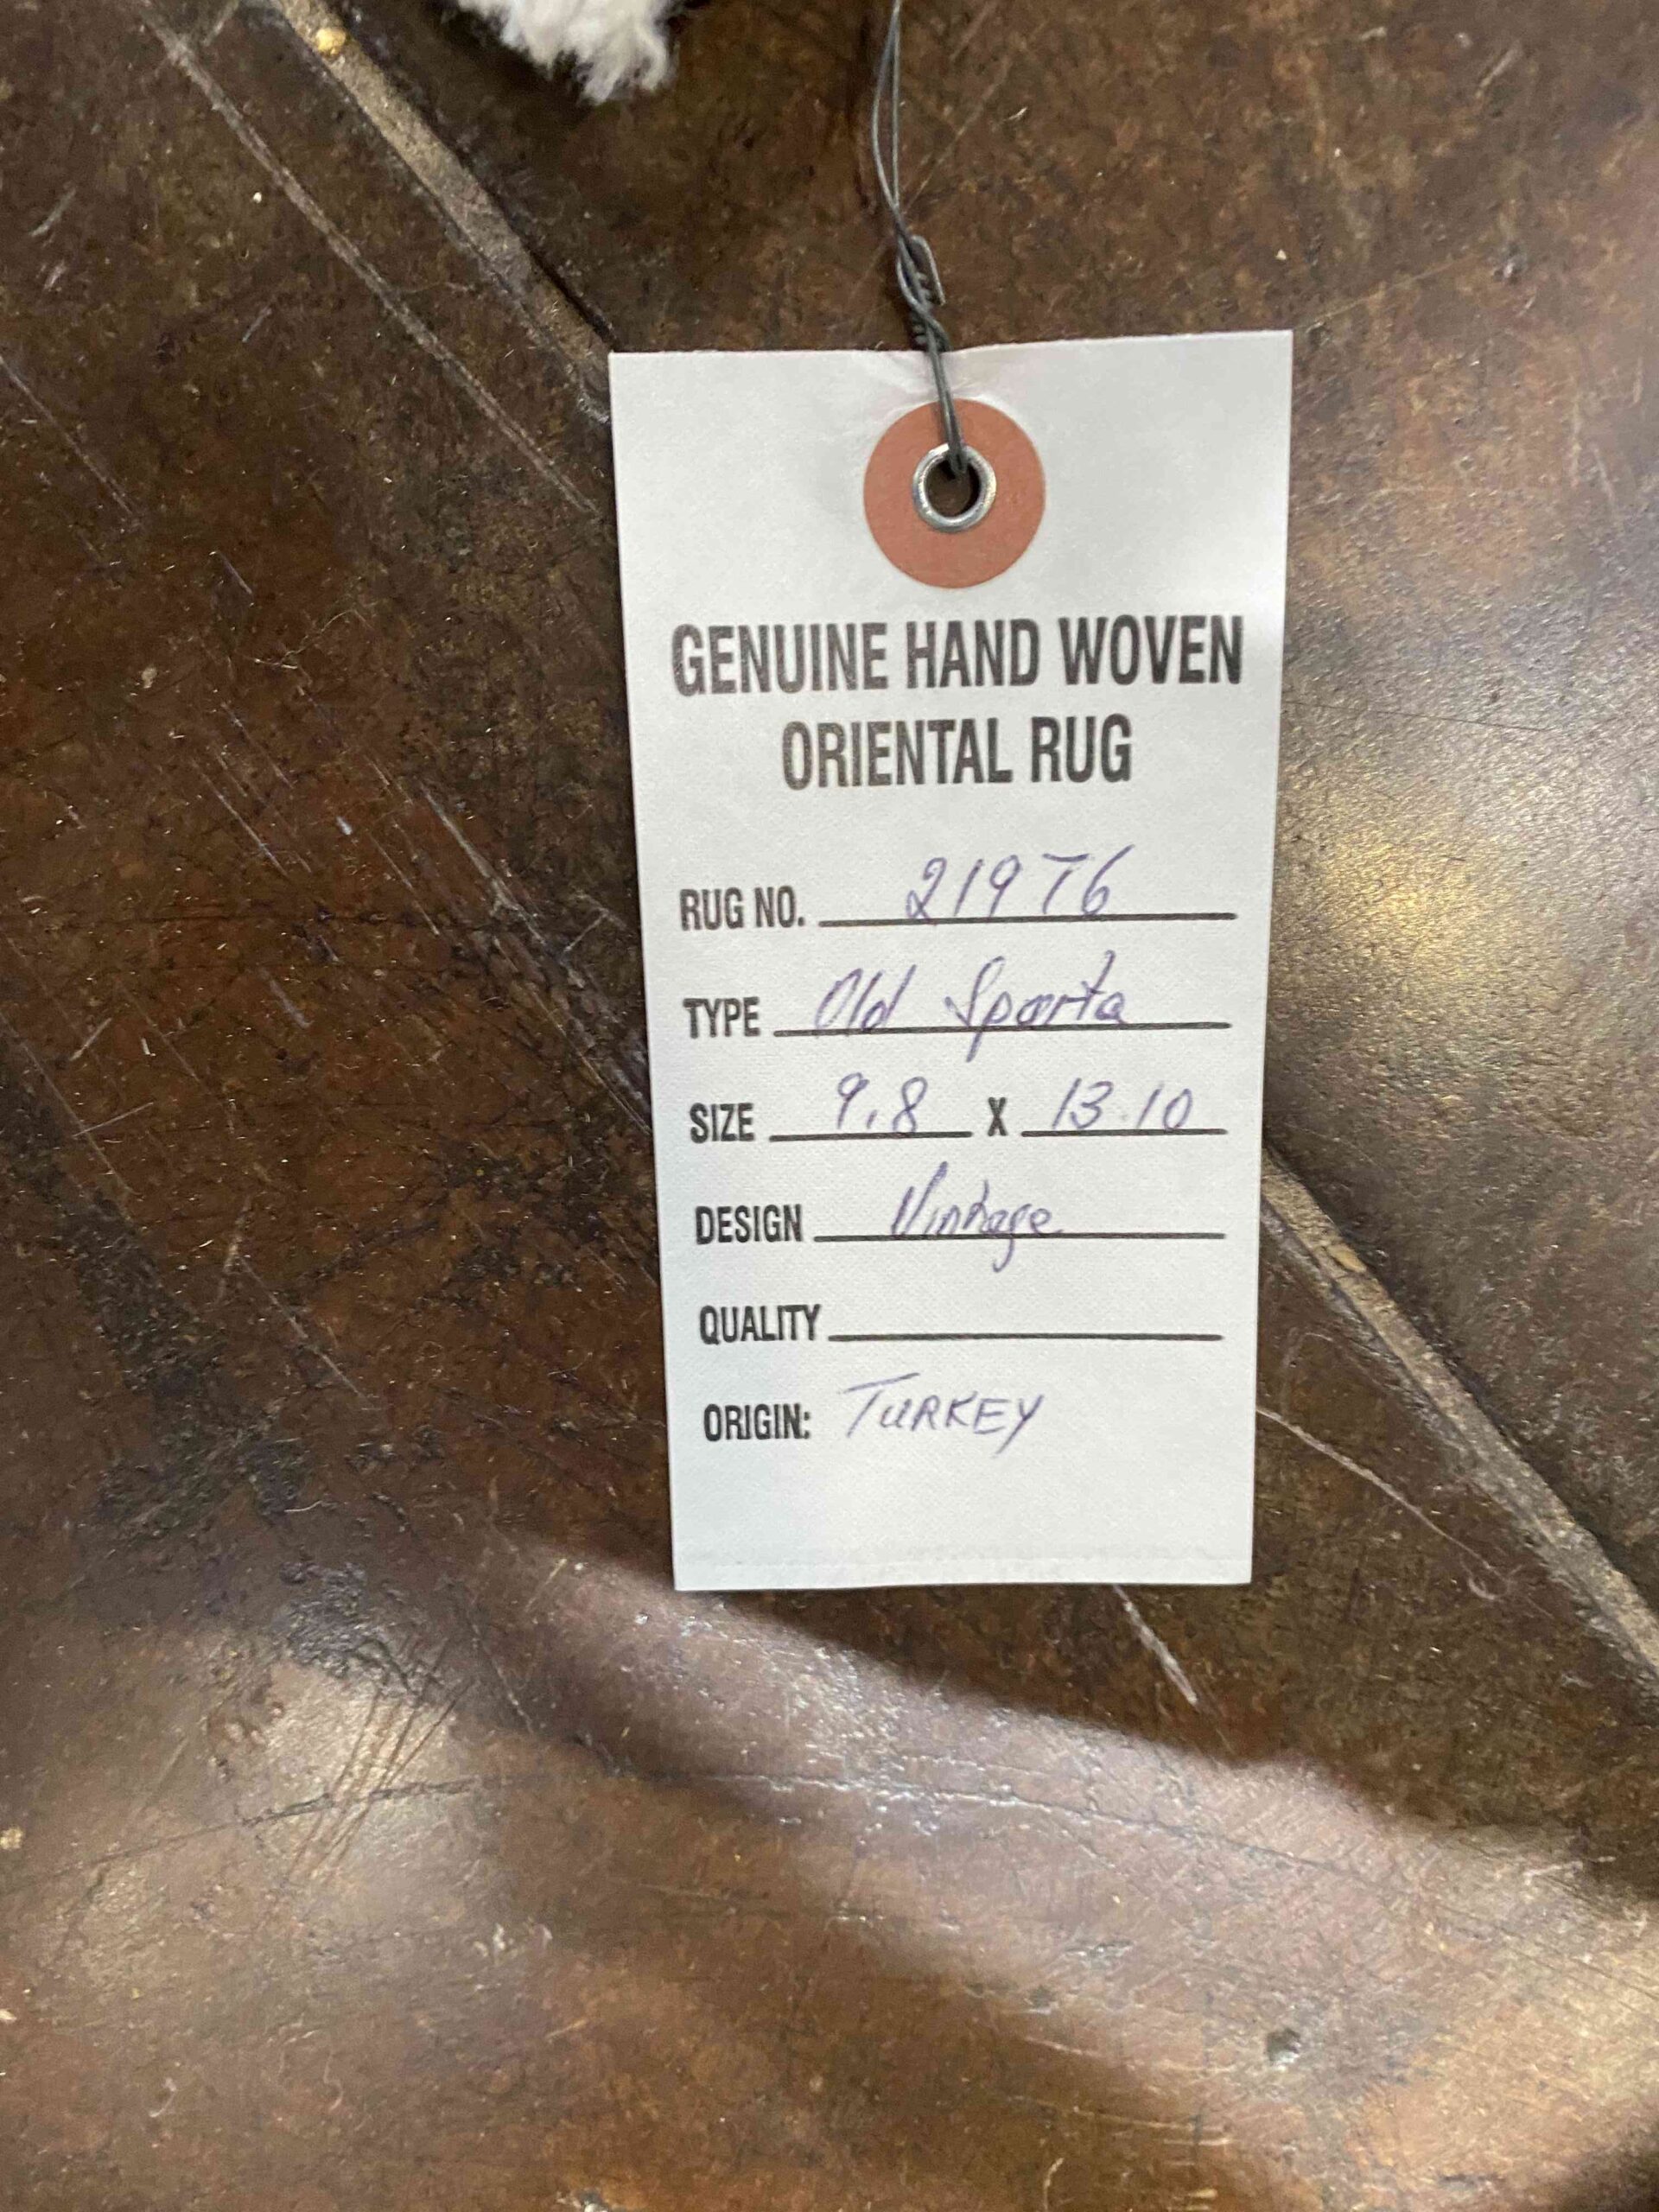 GENUINE HAND WOVEN
ORIENTAL RUG
RUG NO. 21976
TYPE Old Sparta
SIZE 9.8 X 13.10
DESIGN Vintage
QUALITY
ORIGIN: TURKEY